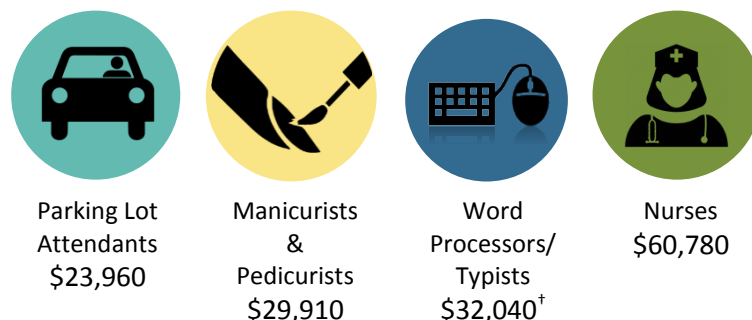 Parking Lot
Attendants
$23,960
Manicurists
&
Pedicurists
$29,910
Word
Processors/
Typists
$32,040†
Nurses
$60,780